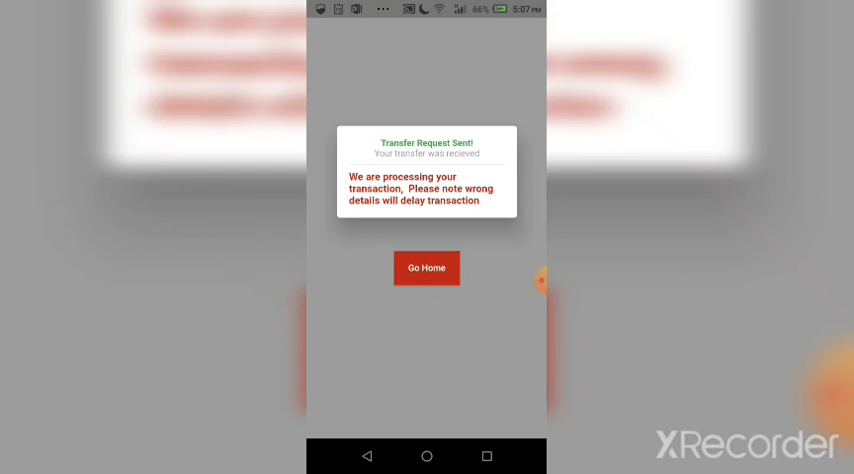 66% 5:07 PM
Transfer Request Sent!
Your transfer was recieved
We are processing your
transaction, Please note wrong
details will delay transaction
Go Home
XRecorder